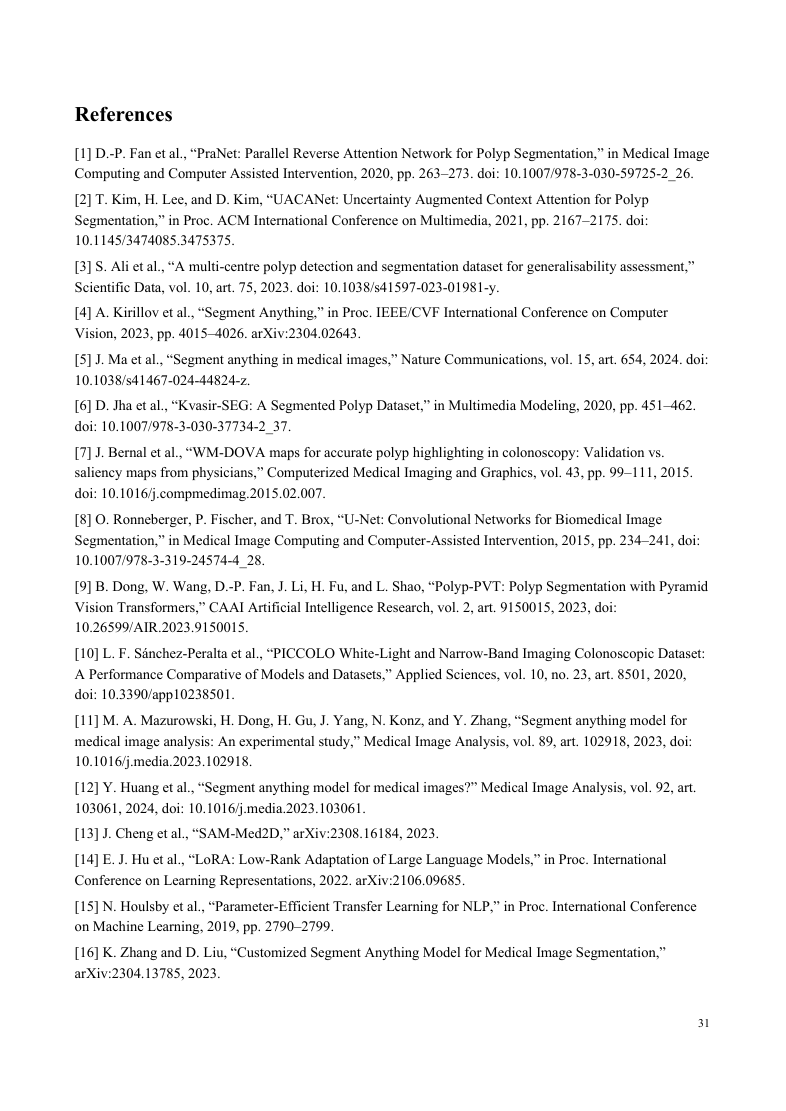 References
[1] D.-P. Fan et al., “PraNet: Parallel Reverse Attention Network for Polyp Segmentation,” in Medical Image
Computing and Computer Assisted Intervention, 2020, pp. 263–273. doi: 10.1007/978-3-030-59725-2_26.
[2] T. Kim, H. Lee, and D. Kim, “UACANet: Uncertainty Augmented Context Attention for Polyp
Segmentation,” in Proc. ACM International Conference on Multimedia, 2021, pp. 2167–2175. doi:
10.1145/3474085.3475375.
[3] S. Ali et al., “A multi-centre polyp detection and segmentation dataset for generalisability assessment,”
Scientific Data, vol. 10, art. 75, 2023. doi: 10.1038/s41597-023-01981-y.
[4] A. Kirillov et al., “Segment Anything,” in Proc. IEEE/CVF International Conference on Computer
Vision, 2023, pp. 4015–4026. arXiv:2304.02643.
[5] J. Ma et al., “Segment anything in medical images,” Nature Communications, vol. 15, art. 654, 2024. doi:
10.1038/s41467-024-44824-z.
[6] D. Jha et al., “Kvasir-SEG: A Segmented Polyp Dataset,” in Multimedia Modeling, 2020, pp. 451–462.
doi: 10.1007/978-3-030-37734-2_37.
[7] J. Bernal et al., “WM-DOVA maps for accurate polyp highlighting in colonoscopy: Validation vs.
saliency maps from physicians,” Computerized Medical Imaging and Graphics, vol. 43, pp. 99–111, 2015.
doi: 10.1016/j.compmedimag.2015.02.007.
[8] O. Ronneberger, P. Fischer, and T. Brox, “U-Net: Convolutional Networks for Biomedical Image
Segmentation,” in Medical Image Computing and Computer-Assisted Intervention, 2015, pp. 234–241, doi:
10.1007/978-3-319-24574-4_28.
[9] B. Dong, W. Wang, D.-P. Fan, J. Li, H. Fu, and L. Shao, “Polyp-PVT: Polyp Segmentation with Pyramid
Vision Transformers,” CAAI Artificial Intelligence Research, vol. 2, art. 9150015, 2023, doi:
10.26599/AIR.2023.9150015.
[10] L. F. Sánchez-Peralta et al., “PICCOLO White-Light and Narrow-Band Imaging Colonoscopic Dataset:
A Performance Comparative of Models and Datasets,” Applied Sciences, vol. 10, no. 23, art. 8501, 2020,
doi: 10.3390/app10238501.
[11] M. A. Mazurowski, H. Dong, H. Gu, J. Yang, N. Konz, and Y. Zhang, “Segment anything model for
medical image analysis: An experimental study,” Medical Image Analysis, vol. 89, art. 102918, 2023, doi:
10.1016/j.media.2023.102918.
[12] Y. Huang et al., “Segment anything model for medical images?” Medical Image Analysis, vol. 92, art.
103061, 2024, doi: 10.1016/j.media.2023.103061.
[13] J. Cheng et al., “SAM-Med2D,” arXiv:2308.16184, 2023.
[14] E. J. Hu et al., “LoRA: Low-Rank Adaptation of Large Language Models,” in Proc. International
Conference on Learning Representations, 2022. arXiv:2106.09685.
[15] N. Houlsby et al., “Parameter-Efficient Transfer Learning for NLP,” in Proc. International Conference
on Machine Learning, 2019, pp. 2790–2799.
[16] K. Zhang and D. Liu, “Customized Segment Anything Model for Medical Image Segmentation,”
arXiv:2304.13785, 2023.
31